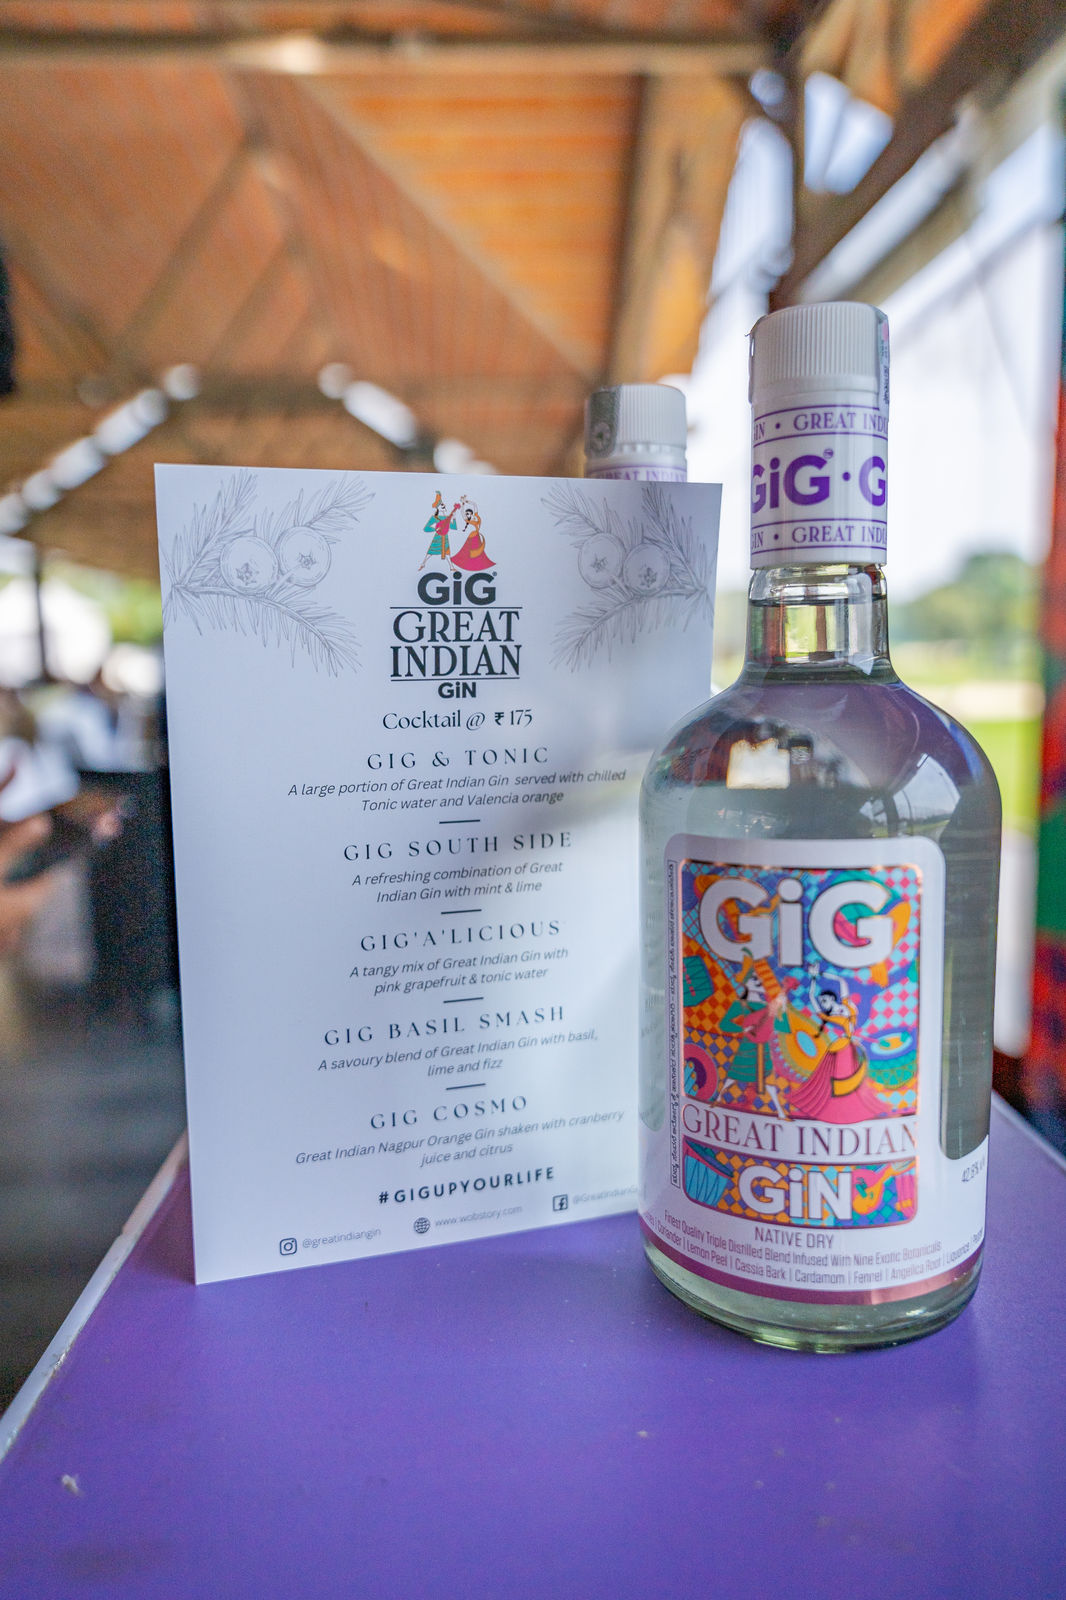 GiG
GREAT
INDIAN
GiN
Cocktail @ ₹ 175
GIG & TONIC
A large portion of Great Indian Gin served with chilled
Tonic water and Valencia orange
GIG SOUTH SIDE
A refreshing combination of Great
Indian Gin with mint & lime
GIG'A'LICIOUS
A tangy mix of Great Indian Gin with
pink grapefruit & tonic water
GIG BASIL SMASH
A savoury blend of Great Indian Gin with basil,
lime and fizz
GIG COSMO
Great Indian Nagpur Orange Gin shaken with cranberry
juice and citrus
#GIGUPYOURLIFE
@greatindiangin
www.wobstory.com
GREAT INDIAN
GREAT
GiG · G
GREAT
GiG
GREAT INDIAN
GiN
NATIVE DRY
Finest Quality Triple Distilled Blend Infused With Nine Exotic Botanicals
Coriander | Lemon Peel | Cassia Bark | Cardamom | Fennel | Angelica Root |
42.8%